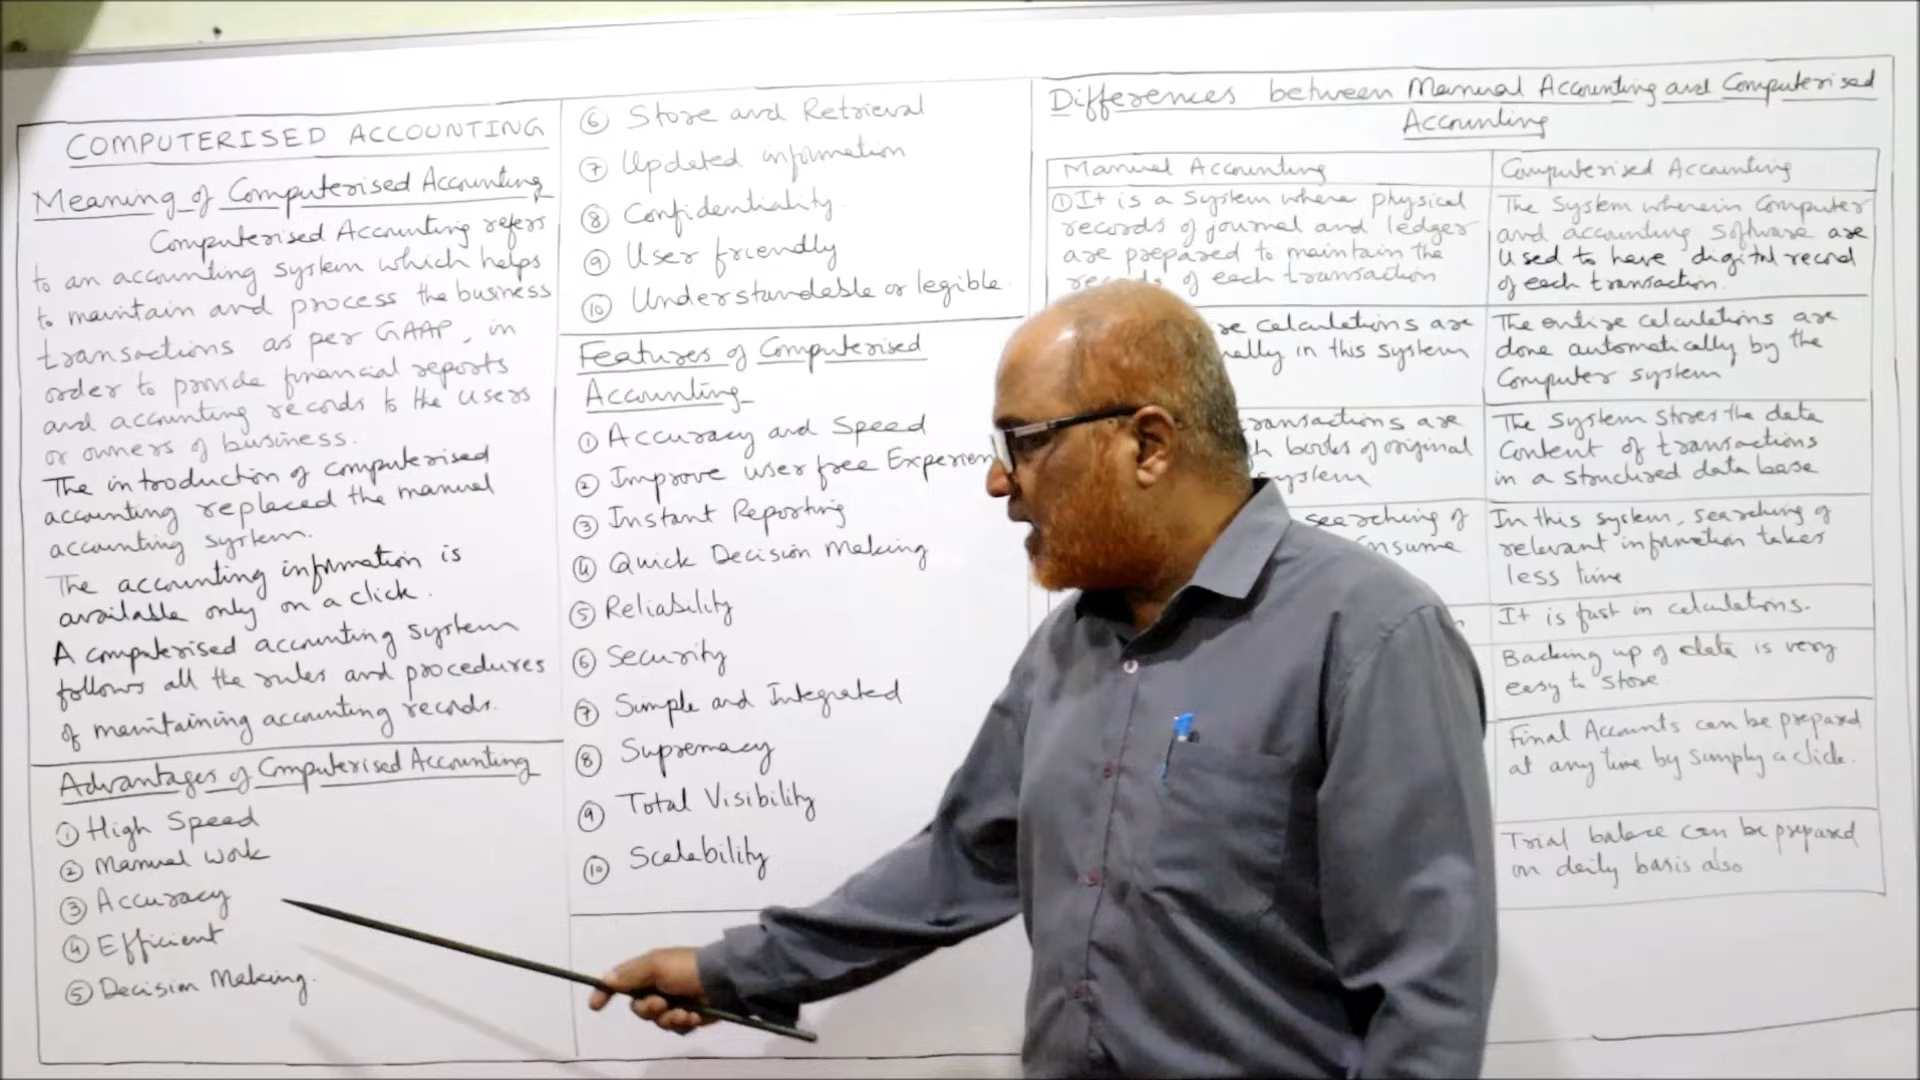 COMPUTERISED ACCOUNTING
Meaning of Computerised Accounting
Computerised Accounting refers
to an accounting system which helps
to maintain and process the business
transactions as per GAAP, in
order to provide financial reports
and accounting records to the users
or owners of business.
The introduction of computerised
accounting replaced the manual
accounting system.
The accounting information is
available only on a click.
A computerised accounting system
follows all the rules and procedures
of maintaining accounting records.
Advantages of Computerised Accounting
① High Speed
② Manual work
③ Accuracy
④ Efficient
⑤ Decision Making.
⑥ Store and Retrieval
⑦ Updated information
⑧ Confidentiality.
⑨ User friendly
⑩ Understandable or legible.
Features of Computerised
Accounting
① Accuracy and Speed
② Improve user free Experien
③ Instant Reporting
④ Quick Decision Making
⑤ Reliability
⑥ Security
⑦ Simple and Integrated
⑧ Supremacy
⑨ Total Visibility
⑩ Scalability
Differences between Manual Accounting and Computerised
Accounting
Manual Accounting
① It is a system where physical
records of journal and ledger
are prepared to maintain the
of each transaction
calculations are
in this system
transactions are
books of original
system
searching of
Computerised Accounting
The system wherein Computer
and accounting software are
used to have digital record
of each transaction.
The entire calculations are
done automatically by the
Computer system
The system stores the data
Content of transactions
in a structured data base
In this system, searching of
relevant information takes
less time
It is fast in calculations.
Backing up of data is very
easy to store.
Final Accounts can be prepared
at any time by simply a click.
Trial balance can be prepared
on daily basis also